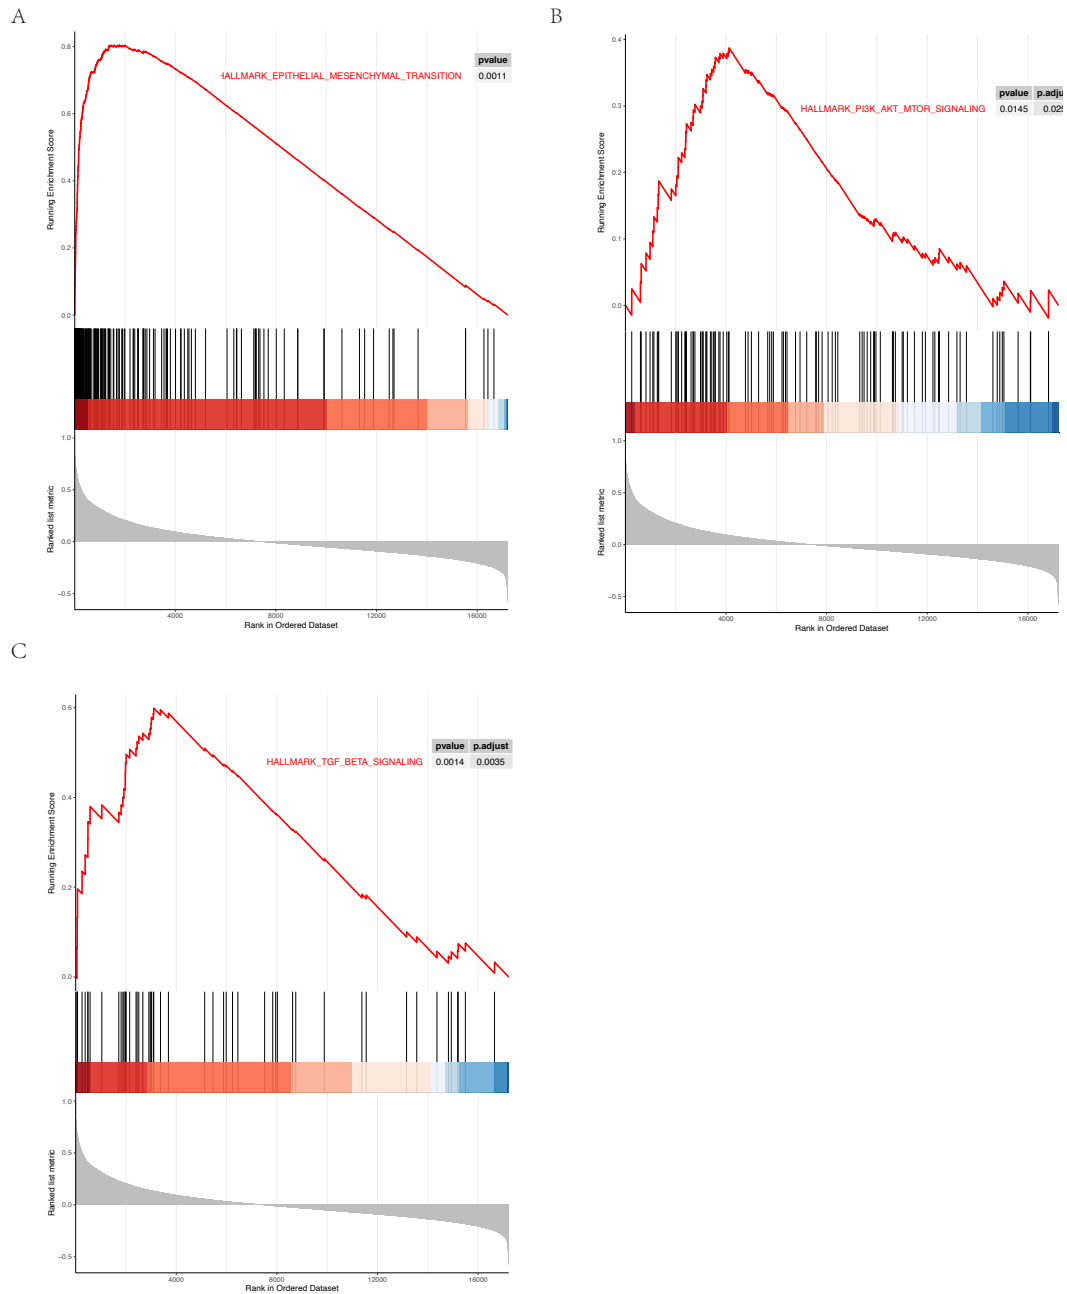 A
0.8
0.6
0.4
0.2
0.0
Running Enrichment Score
HALLMARK_EPITHELIAL_MESENCHYMAL_TRANSITION
pvalue
0.0011
1.0
0.5
0.0
−0.5
Ranked list metric
4000 8000 12000 16000
Rank in Ordered Dataset
B
0.4
0.3
0.2
0.1
0.0
Running Enrichment Score
HALLMARK_PI3K_AKT_MTOR_SIGNALING
pvalue p.adju
0.0145 0.025
1.0
0.5
0.0
−0.5
Ranked list metric
4000 8000 12000 16000
Rank in Ordered Dataset
C
0.6
0.4
0.2
0.0
Running Enrichment Score
HALLMARK_TGF_BETA_SIGNALING
pvalue p.adjust
0.0014 0.0035
1.0
0.5
0.0
−0.5
Ranked list metric
4000 8000 12000 16000
Rank in Ordered Dataset